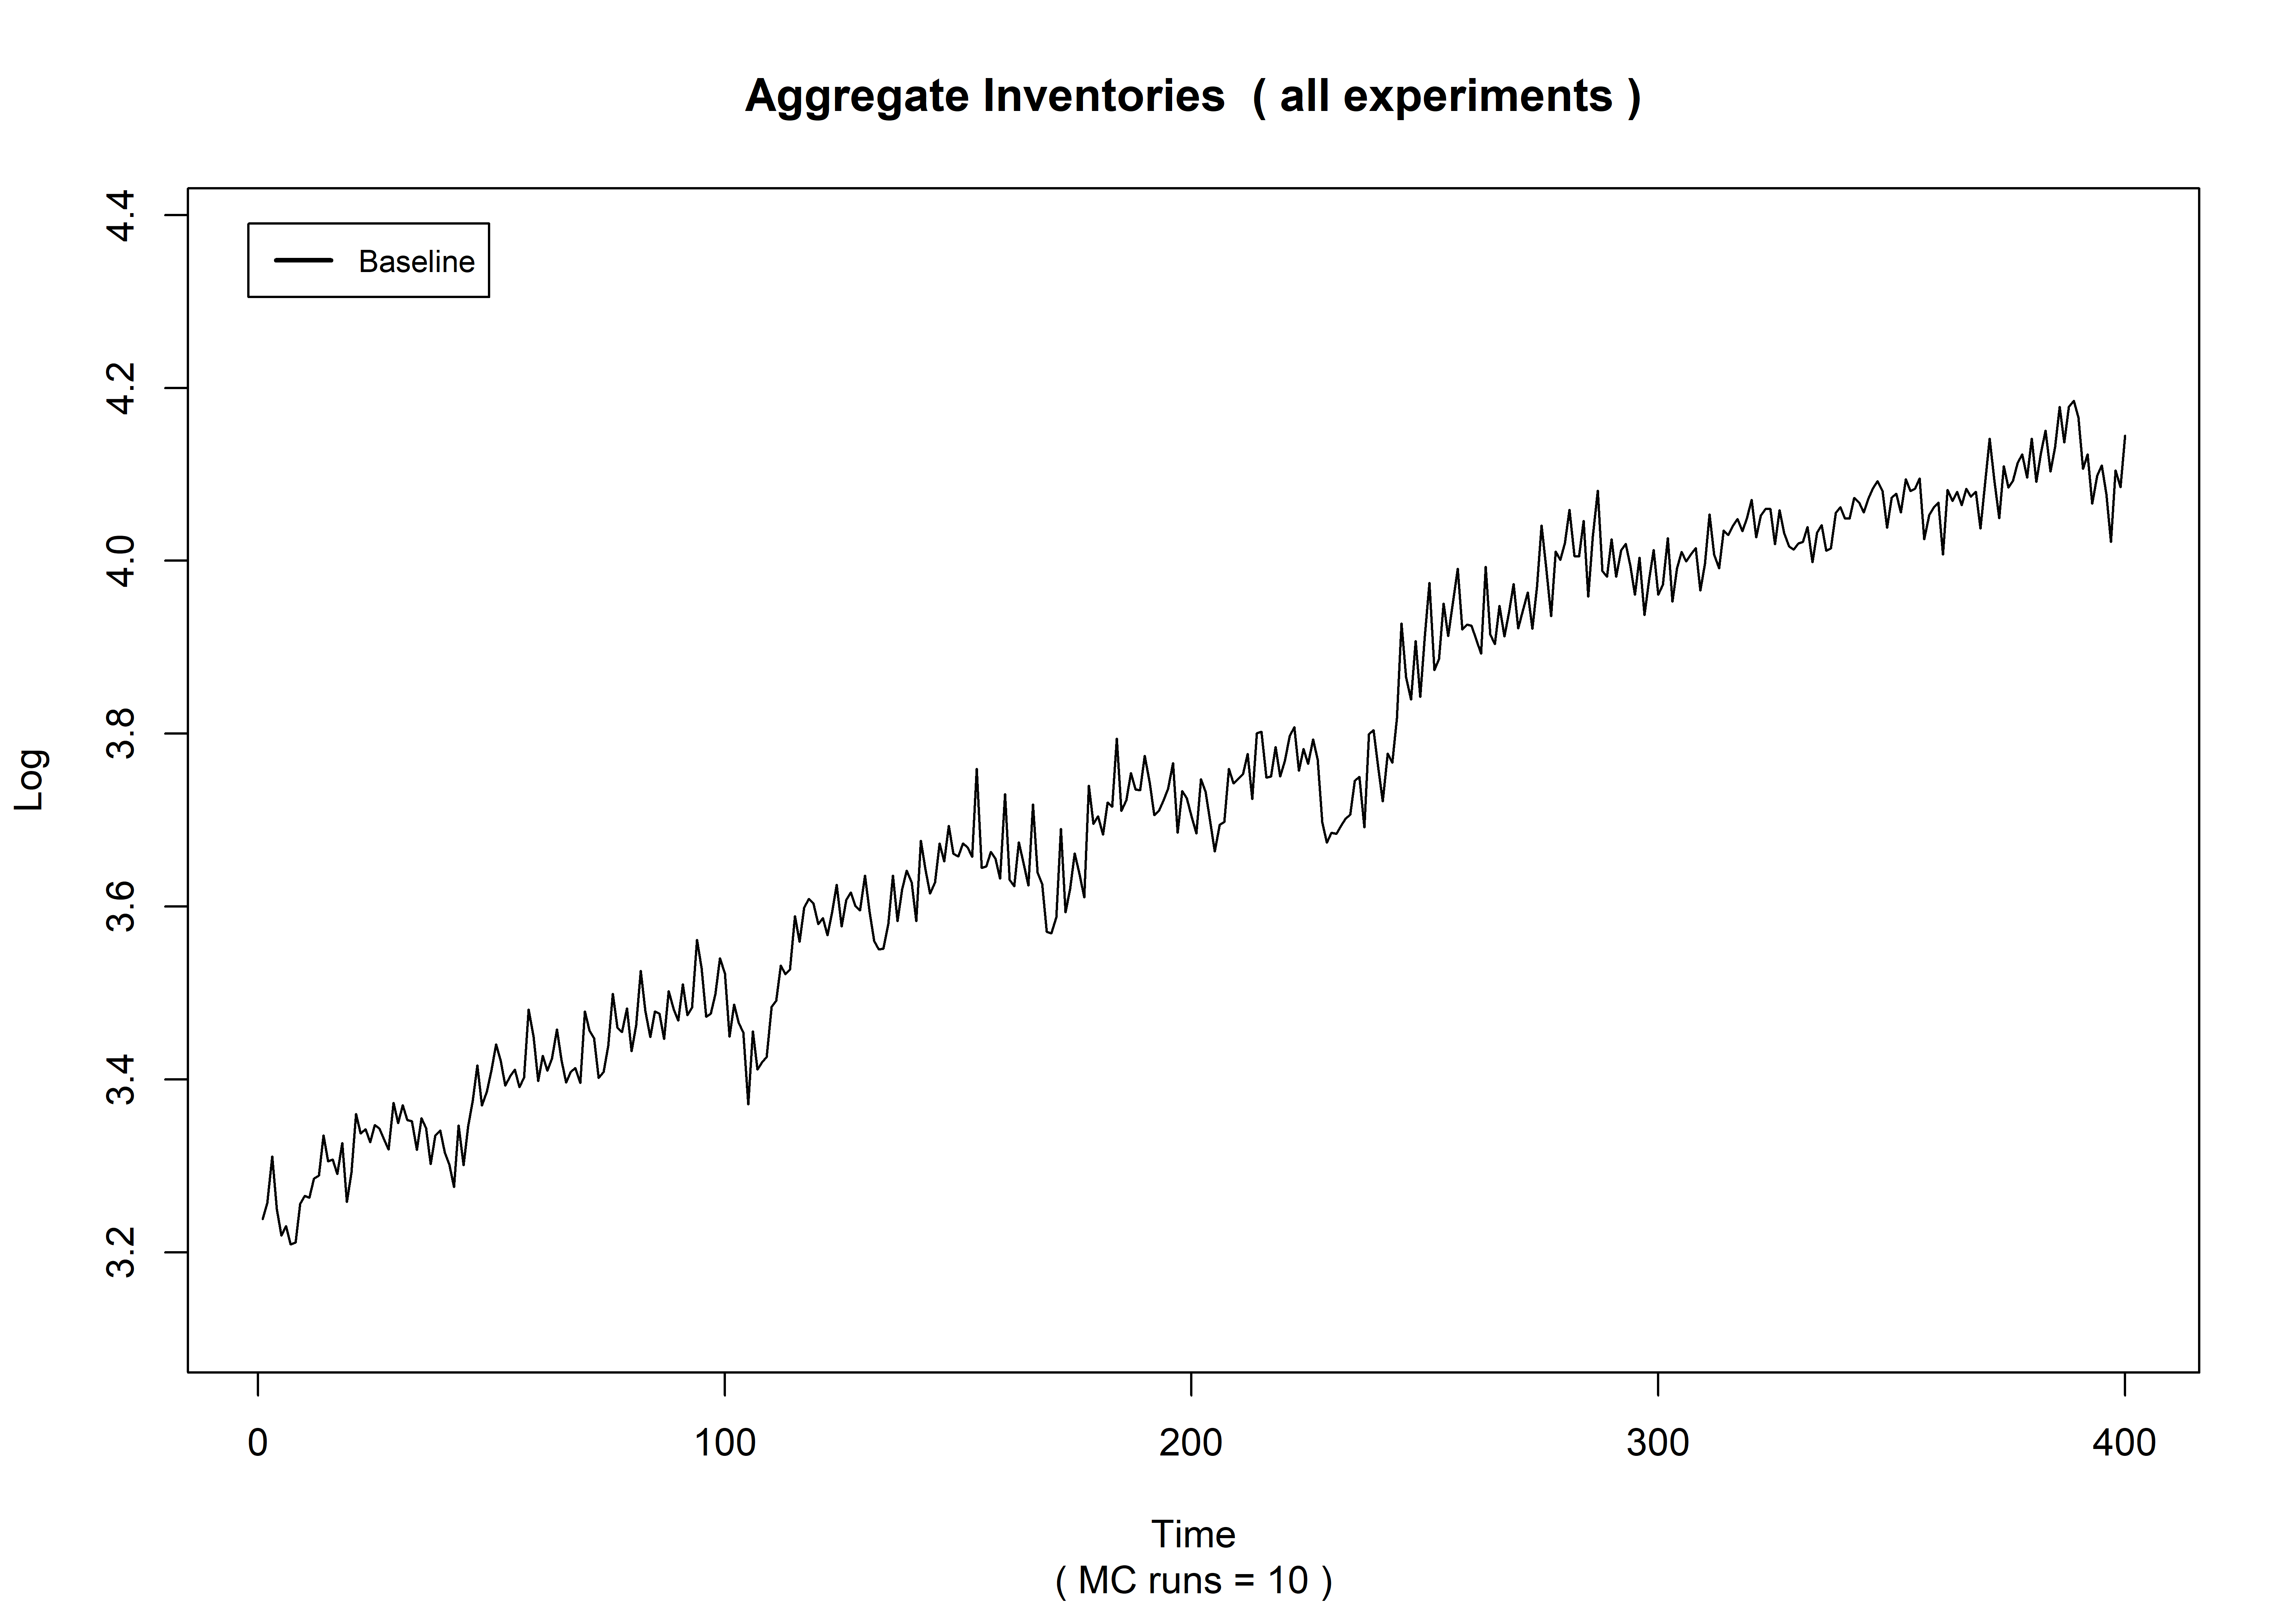 Aggregate Inventories  ( all experiments )
4.4
4.2
4.0
3.8
3.6
3.4
3.2
Log
Baseline
0 100 200 300 400
Time
( MC runs = 10 )